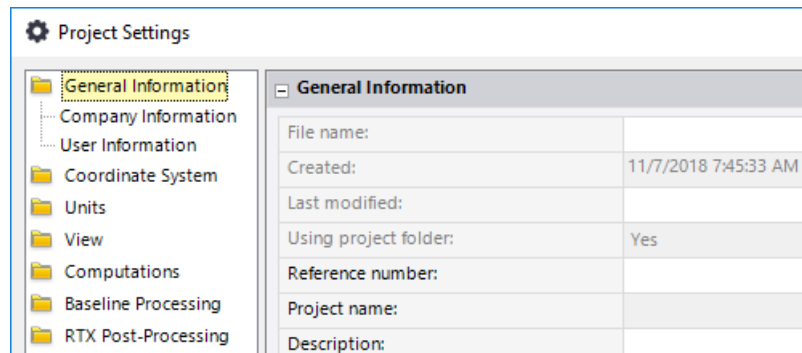 Project Settings
General Information
Company Information
User Information
Coordinate System
Units
View
Computations
Baseline Processing
RTX Post-Processing
General Information
File name:
Created: 11/7/2018 7:45:33 AM
Last modified:
Using project folder: Yes
Reference number:
Project name:
Description: